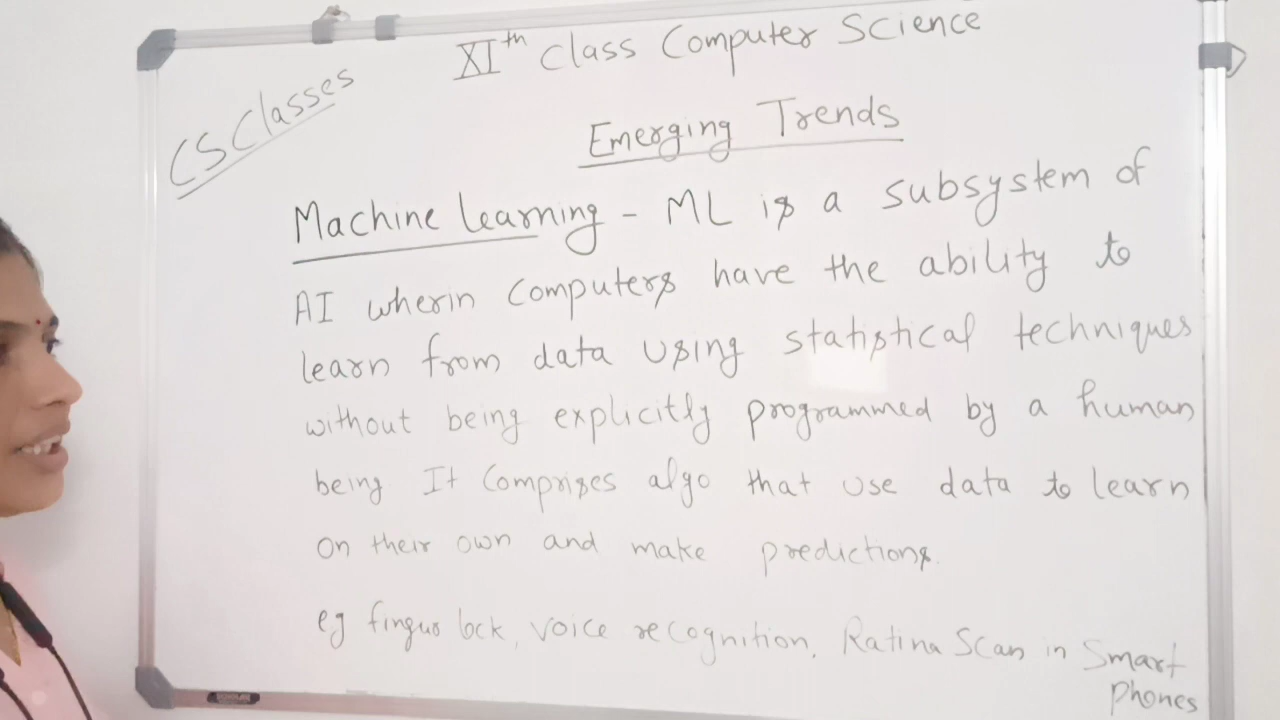 XIth Class Computer Science
CS Classes
Emerging Trends
Machine learning - ML is a subsystem of
AI wherin Computers have the ability to
learn from data using statistical techniques
without being explicitly programmed by a human
being It Comprises algo that use data to learn
On their own and make predictions.
eg fingus lock, voice recognition, Ratina Scan in Smart
Phones